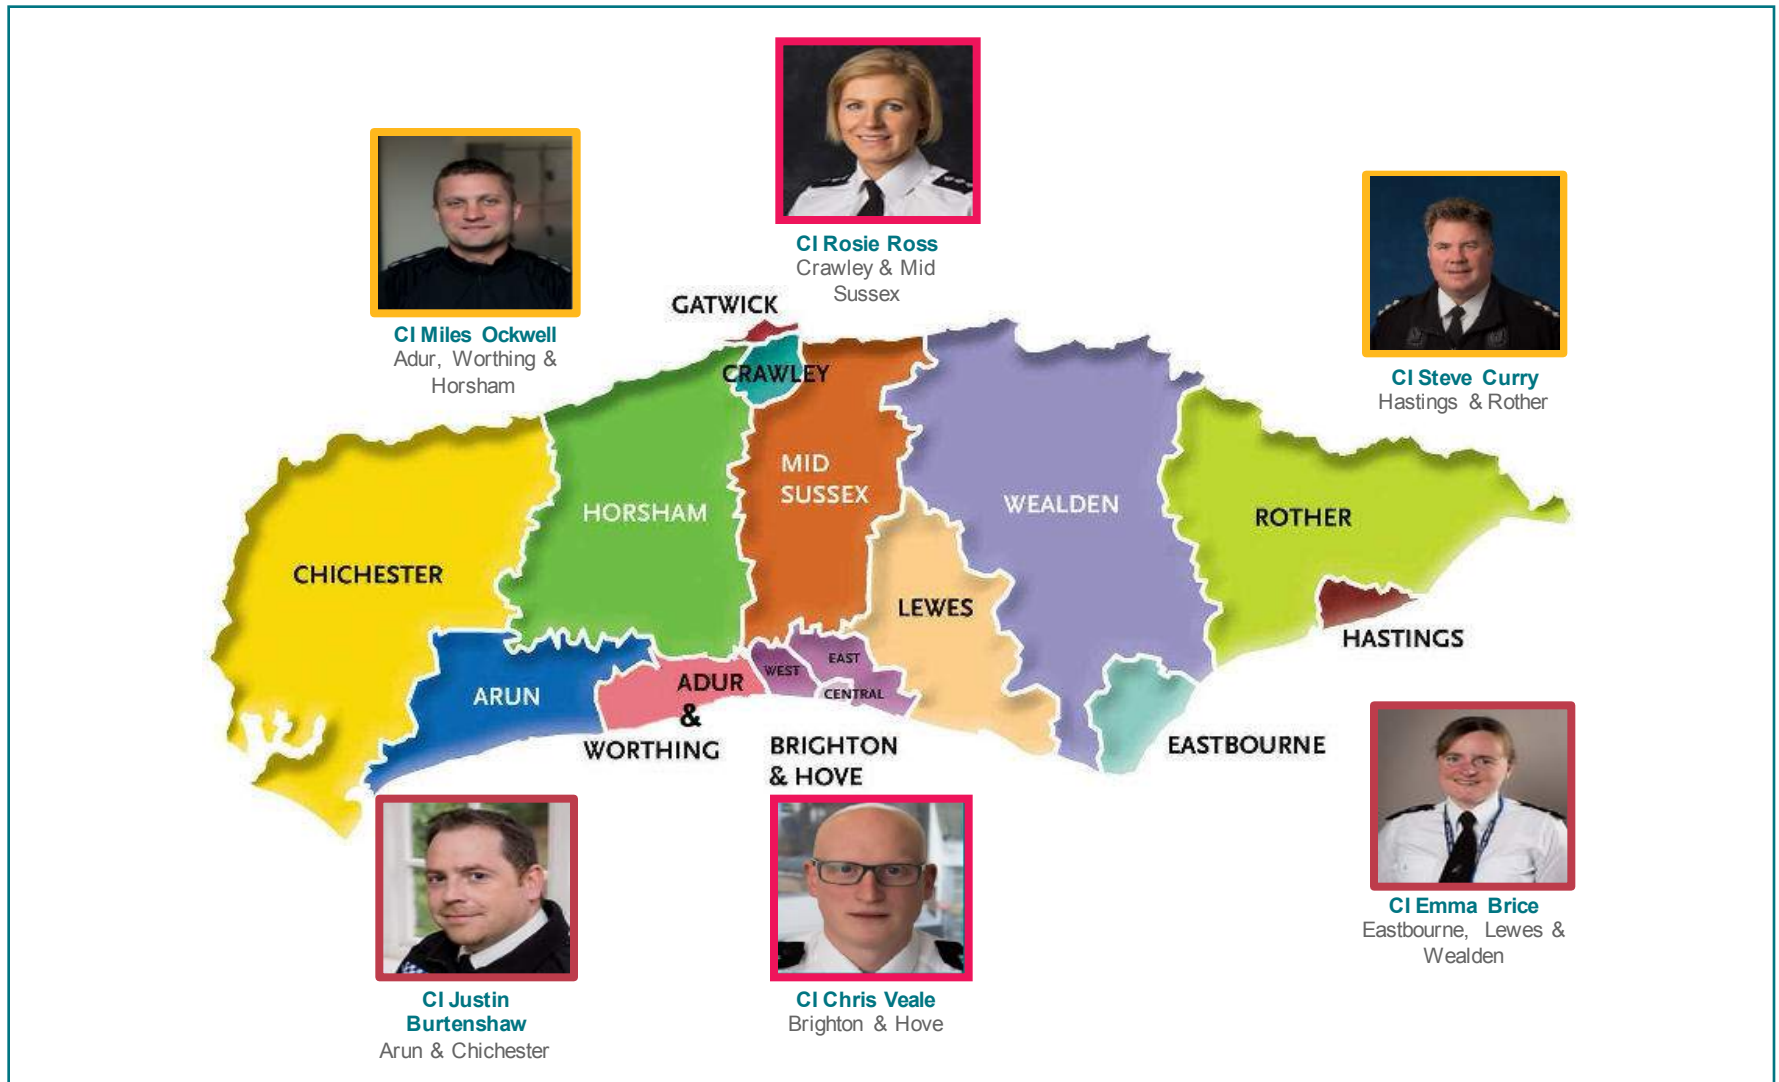 CI Rosie Ross
Crawley & Mid
Sussex
CI Miles Ockwell
Adur, Worthing &
Horsham
CI Steve Curry
Hastings & Rother
GATWICK
CRAWLEY
MID
SUSSEX
HORSHAM
WEALDEN
ROTHER
CHICHESTER
LEWES
HASTINGS
ARUN
ADUR
&
WORTHING
WEST
EAST
CENTRAL
BRIGHTON
& HOVE
EASTBOURNE
CI Emma Brice
Eastbourne, Lewes &
Wealden
CI Justin
Burtenshaw
Arun & Chichester
CI Chris Veale
Brighton & Hove